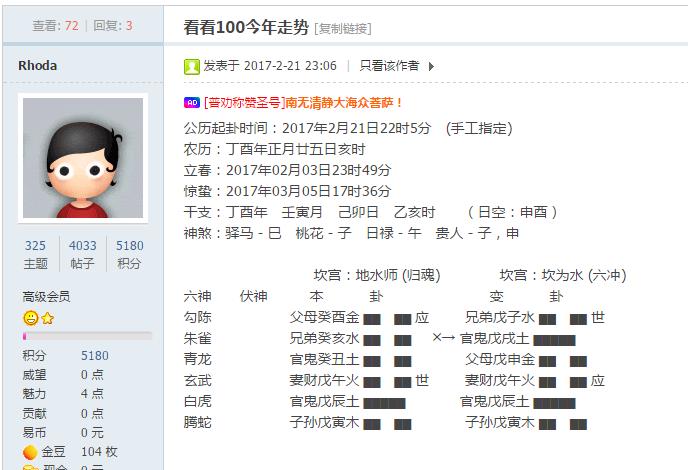 查看: 72 | 回复: 3
看看100今年走势 [复制链接]
Rhoda
发表于 2017-2-21 23:06 | 只看该作者
AD [普劝称赞圣号]南无清静大海众菩萨！
公历起卦时间：2017年2月21日22时5分 (手工指定)
农历：丁酉年正月廿五日亥时
立春：2017年02月03日23时49分
惊蛰：2017年03月05日17时36分
干支：丁酉年 壬寅月 己卯日 乙亥时 （日空：申酉）
神煞：驿马－巳 桃花－子 日禄－午 贵人－子，申
325 4033 5180
主题 帖子 积分
高级会员
积分 5180
威望 0 点
魅力 4 点
贡献 0 点
易币 0 元
金豆 104 枚
现金 0 元
坎宫：地水师 (归魂) 坎宫：坎为水 (六冲)
六神 伏神 本 卦 变 卦
勾陈 父母癸酉金 应 兄弟戊子水 世
朱雀 兄弟癸亥水 ×→ 官鬼戊戌土
青龙 官鬼癸丑土 父母戊申金
玄武 妻财戊午火 世 妻财戊午火 应
白虎 官鬼戊辰土 官鬼戊辰土
腾蛇 子孙戊寅木 子孙戊寅木